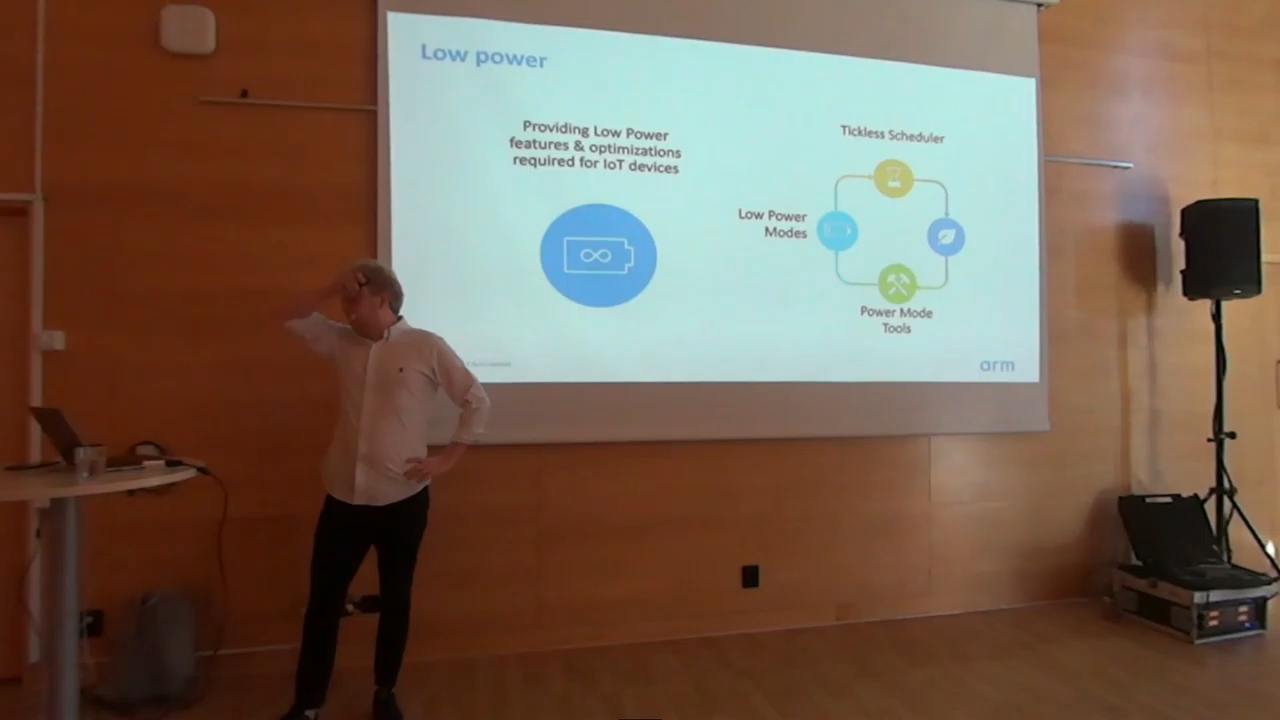 Low power
Providing Low Power
features & optimizations
required for IoT devices
Tickless Scheduler
Low Power
Modes
Power Mode
Tools
arm